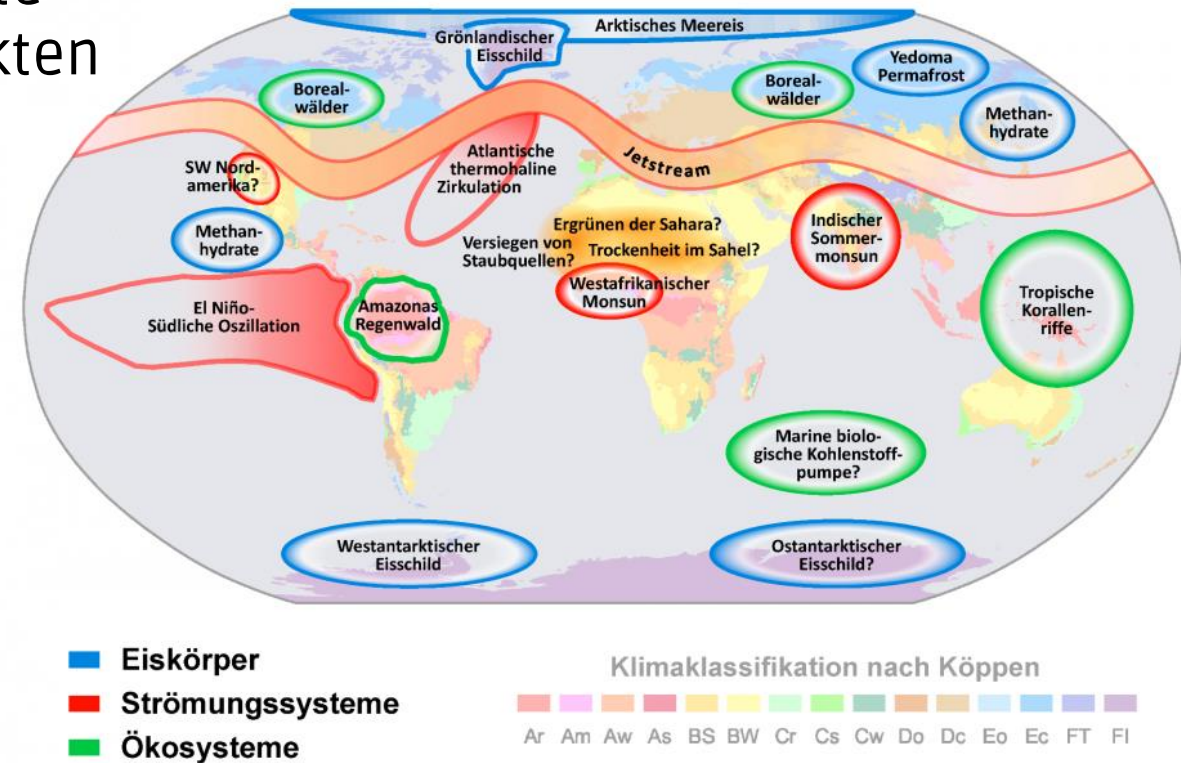 kten
Arktisches Meereis
Grönlandischer
Eisschild
Yedoma
Permafrost
Boreal-
wälder
Boreal-
wälder
Methan-
hydrate
SW Nord-
amerika?
Atlantische
thermohaline
Zirkulation
Jetstream
Methan-
hydrate
Ergrünen der Sahara?
Versiegen von
Staubquellen?
Trockenheit im Sahel?
Indischer
Sommer-
monsun
Westafrikanischer
Monsun
El Niño-
Südliche Oszillation
Amazonas
Regenwald
Tropische
Korallen-
riffe
Marine biolo-
gische Kohlenstoff-
pumpe?
Westantarktischer
Eisschild
Ostantarktischer
Eisschild?
Eiskörper
Strömungssysteme
Ökosysteme
Klimaklassifikation nach Köppen
Ar Am Aw As BS BW Cr Cs Cw Do Dc Eo Ec FT FI